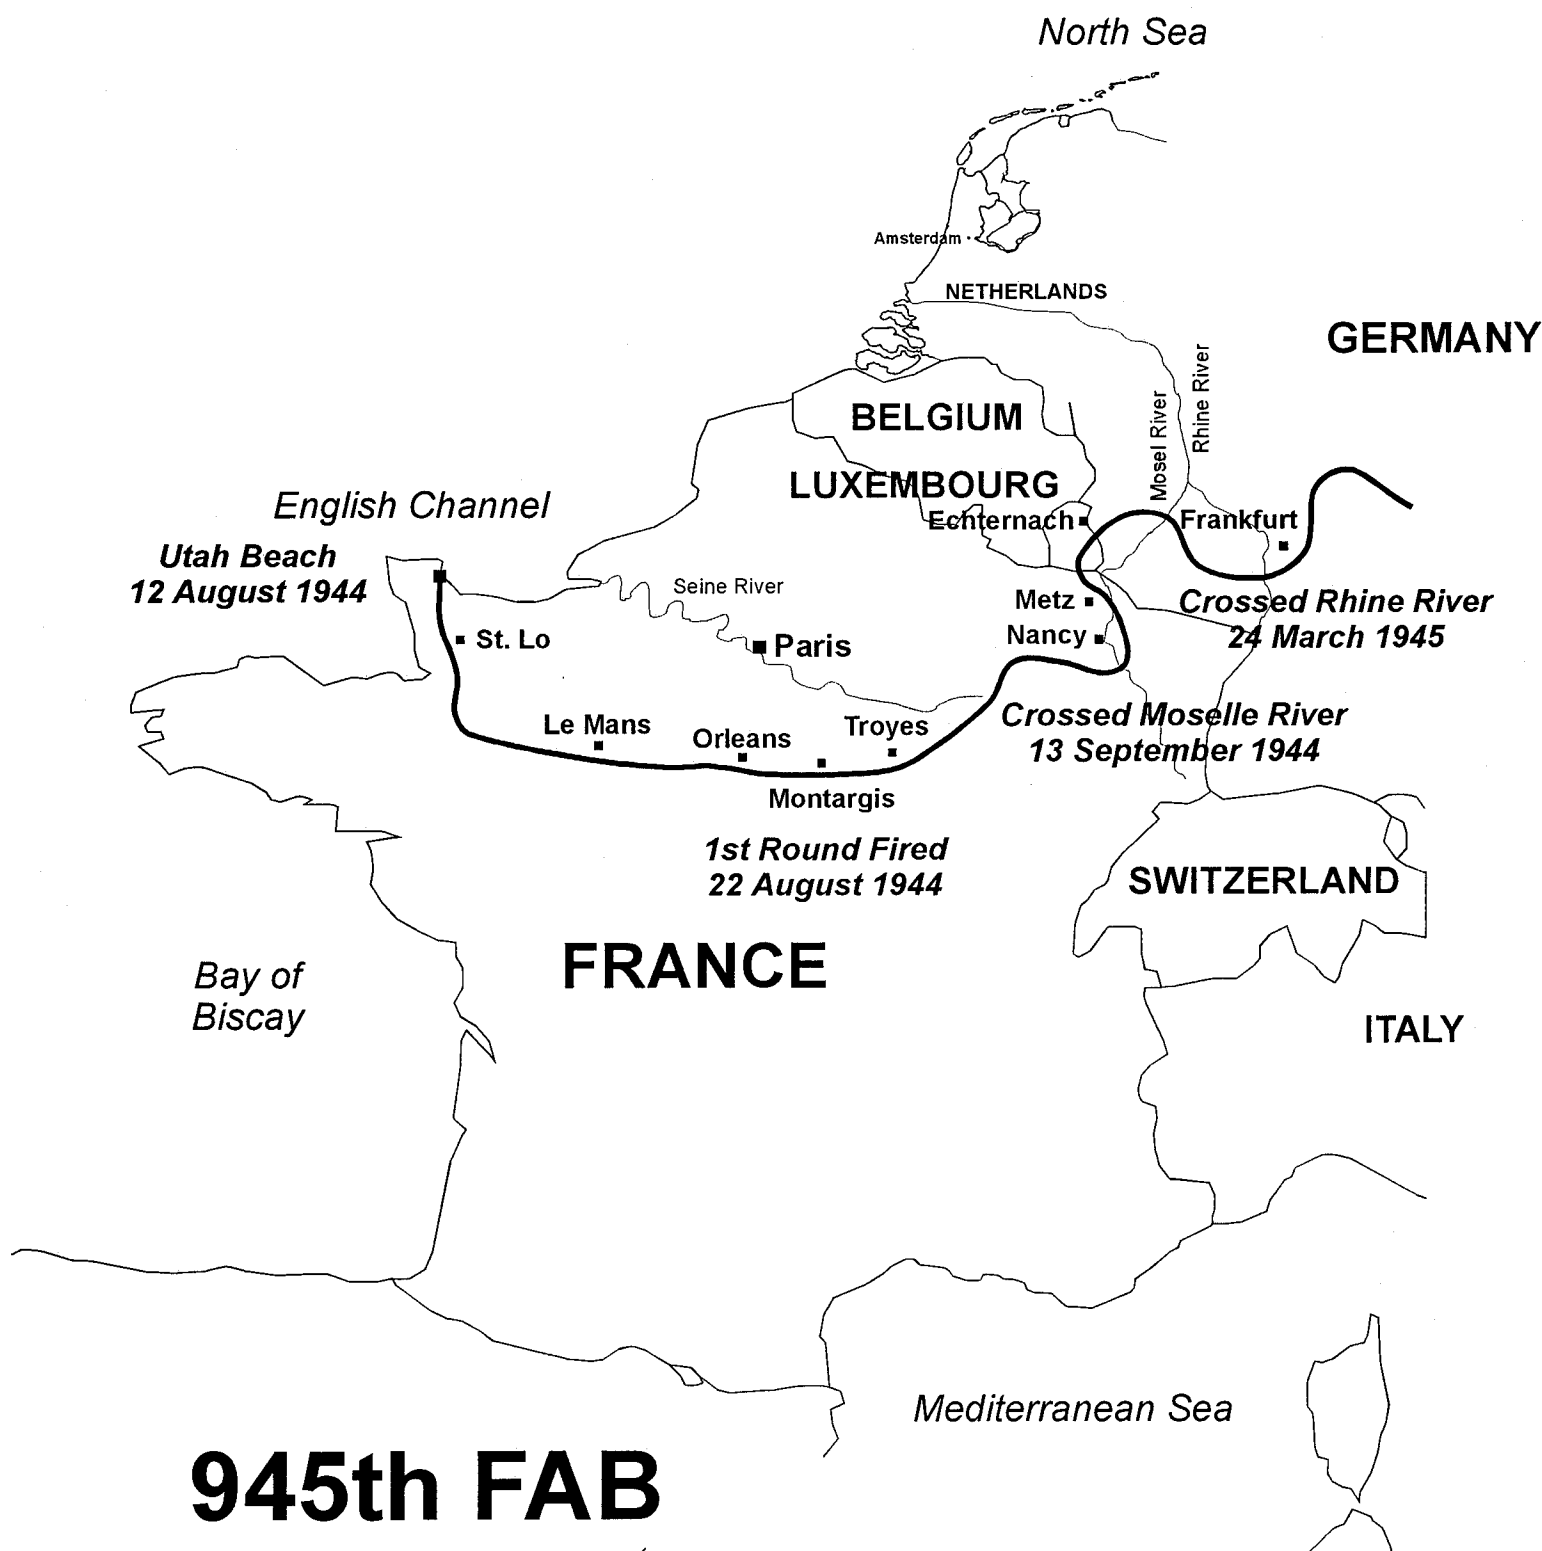 North Sea
Amsterdam
NETHERLANDS
GERMANY
Rhine River
Mosel River
BELGIUM
LUXEMBOURG
English Channel
Echternach
Frankfurt
Utah Beach
12 August 1944
Seine River
Metz
Crossed Rhine River
24 March 1945
St. Lo
Paris
Nancy
Le Mans
Orleans
Troyes
Crossed Moselle River
13 September 1944
Montargis
1st Round Fired
22 August 1944
SWITZERLAND
FRANCE
Bay of
Biscay
ITALY
Mediterranean Sea
945th FAB